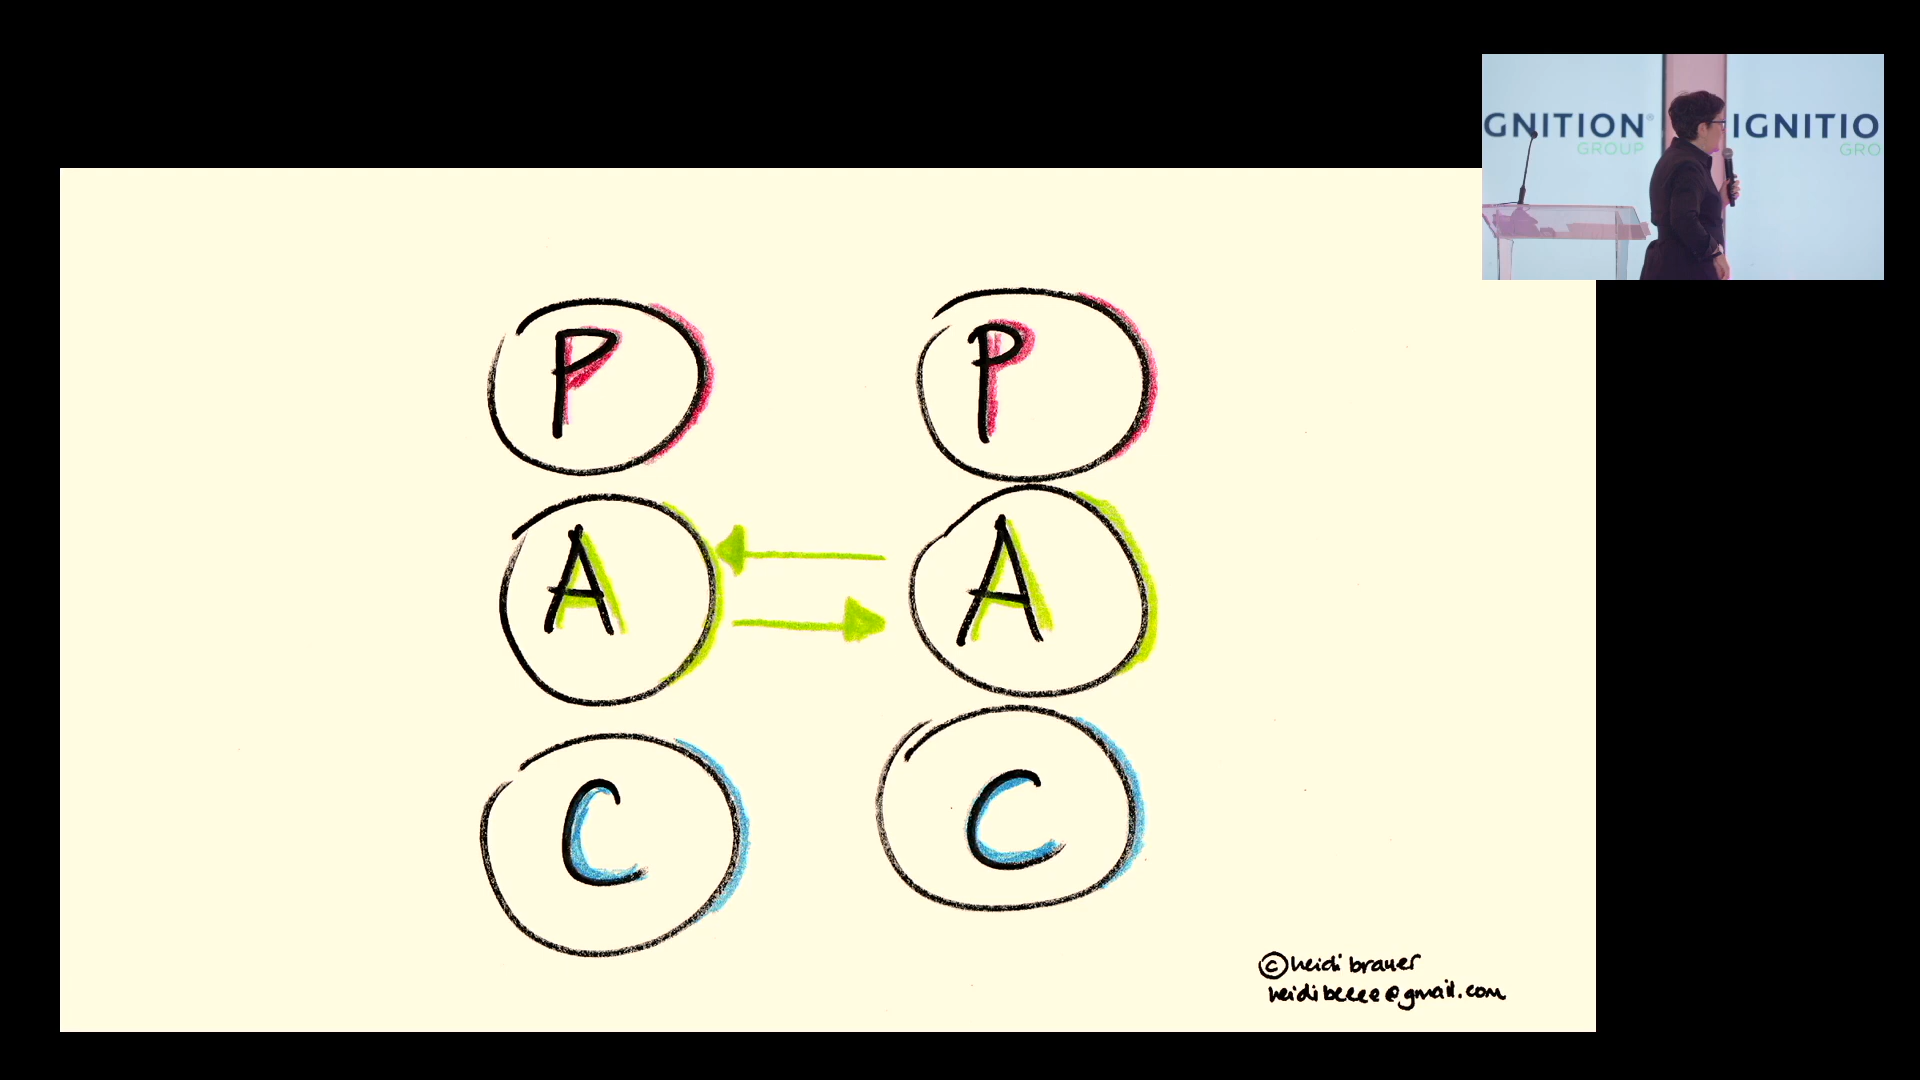 GNITION®
GROUP
IGNITIO
GRO
P
P
A
A
C
C
© heidi brauer
heidibeeee@gmail.com